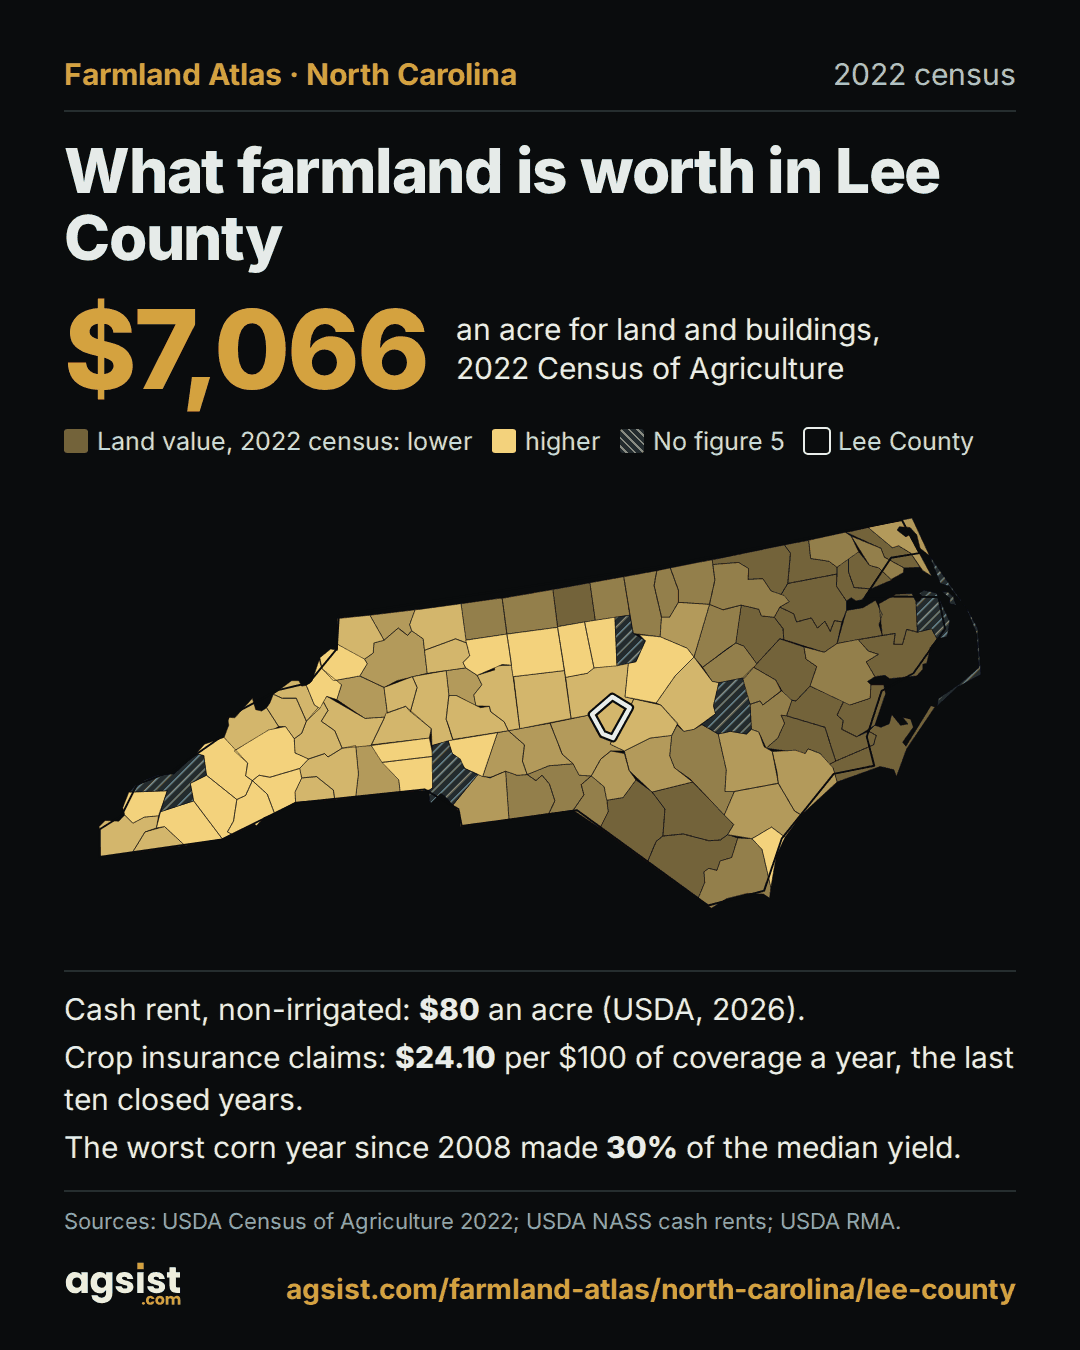 Farmland Atlas · North Carolina
2022 census
What farmland is worth in Lee
County
$7,066
an acre for land and buildings,
2022 Census of Agriculture
Land value, 2022 census: lower
higher
No figure 5
Lee County
Cash rent, non-irrigated: $80 an acre (USDA, 2026).
Crop insurance claims: $24.10 per $100 of coverage a year, the last
ten closed years.
The worst corn year since 2008 made 30% of the median yield.
Sources: USDA Census of Agriculture 2022; USDA NASS cash rents; USDA RMA.
agsist
.com
agsist.com/farmland-atlas/north-carolina/lee-county